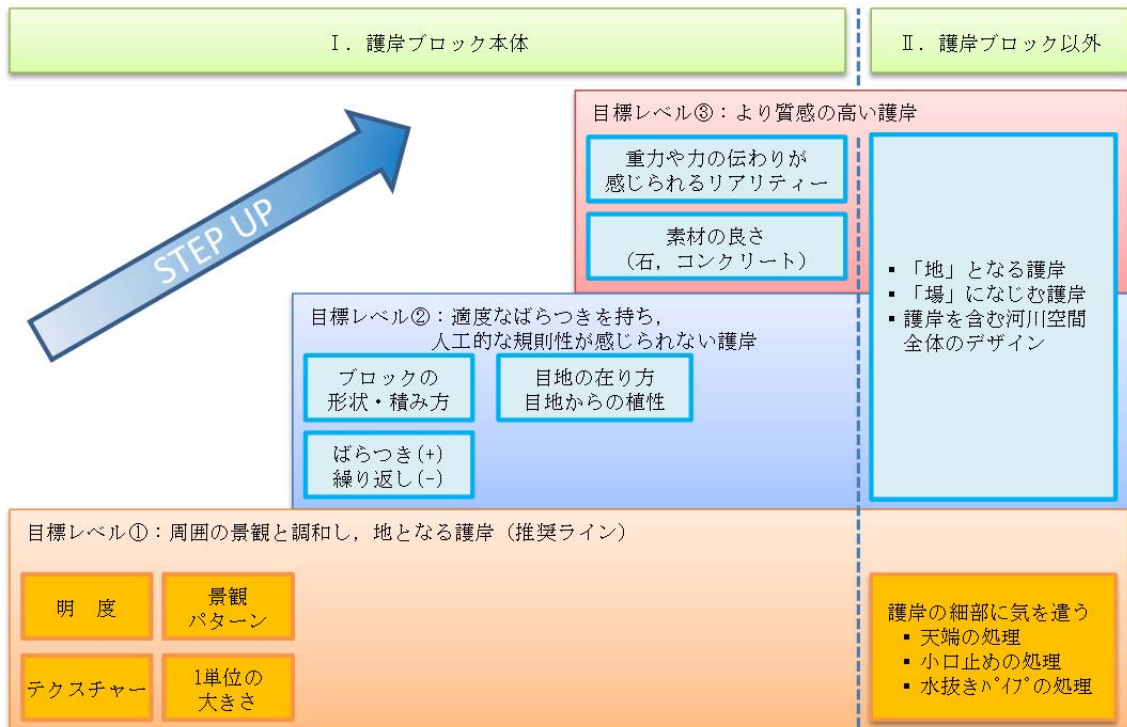 Ⅰ．護岸ブロック本体
Ⅱ．護岸ブロック以外
STEP UP
目標レベル③：より質感の高い護岸
重力や力の伝わりが
感じられるリアリティー
素材の良さ
（石，コンクリート）
目標レベル②：適度なばらつきを持ち，
人工的な規則性が感じられない護岸
ブロックの
形状・積み方
目地の在り方
目地からの植性
ばらつき(+)
繰り返し(-)
▪「地」となる護岸
▪「場」になじむ護岸
▪ 護岸を含む河川空間
全体のデザイン
目標レベル①：周囲の景観と調和し，地となる護岸（推奨ライン）
明　度
景観
パターン
テクスチャー
1単位の
大きさ
護岸の細部に気を遣う
▪ 天端の処理
▪ 小口止めの処理
▪ 水抜きﾊﾟｲﾌﾟの処理